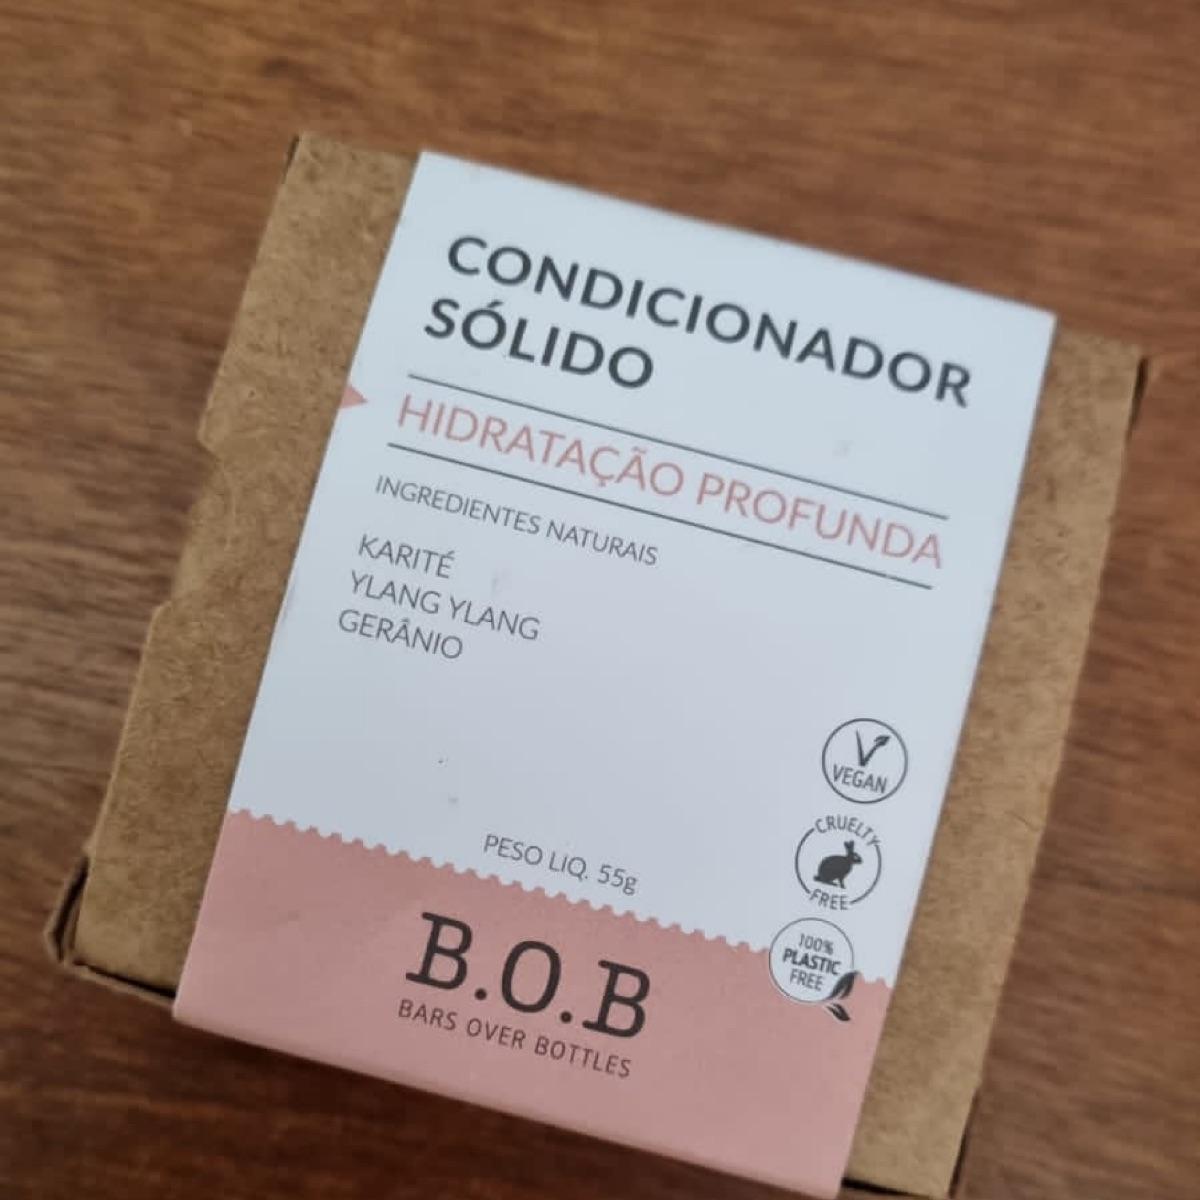 CONDICIONADOR
SÓLIDO
HIDRATAÇÃO PROFUNDA
INGREDIENTES NATURAIS
KARITÉ
YLANG YLANG
GERÂNIO
VEGAN
CRUELTY
FREE
PESO LIQ. 55g
100%
PLASTIC
FREE
B.O.B
BARS OVER BOTTLES